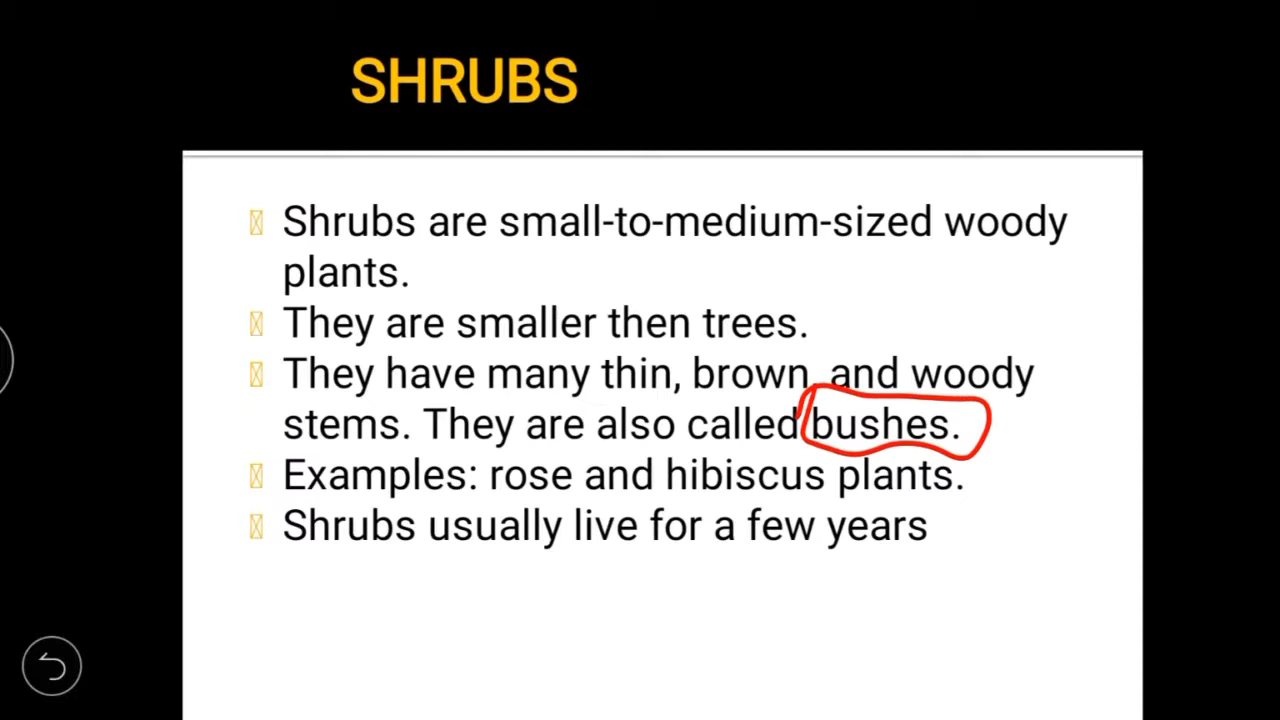 SHRUBS
Shrubs are small-to-medium-sized woody
plants.
They are smaller then trees.
They have many thin, brown, and woody
stems. They are also called bushes.
Examples: rose and hibiscus plants.
Shrubs usually live for a few years